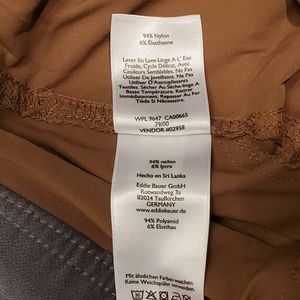 94% Nylon
6% Élasthanne
Laver En Lave-Linge A L' Eau
Froide, Cycle Délicat, Avec
Couleurs Semblables, Ne Pas
Utiliser De Javellisant. Ne Pas
Utiliser D'Assouplissants
Textiles. Sécher Au Sèche-linge A
Basse Température. Retirer
Immédiatement. Repasser Au Fer
Tiède Si Nécessaire.
WPL 9647 CA00665
79/00
VENDOR #02958
94% nailon
6% lycra
Hecho en Sri Lanka
Eddie Bauer GmbH
Rotwandweg 3a
82024 Taufkirchen
GERMANY
www.eddiebauer.de
94% Polyamid
6% Elasthan
Mit ähnlichen Farben waschen
Keine Weichspüler verwenden.